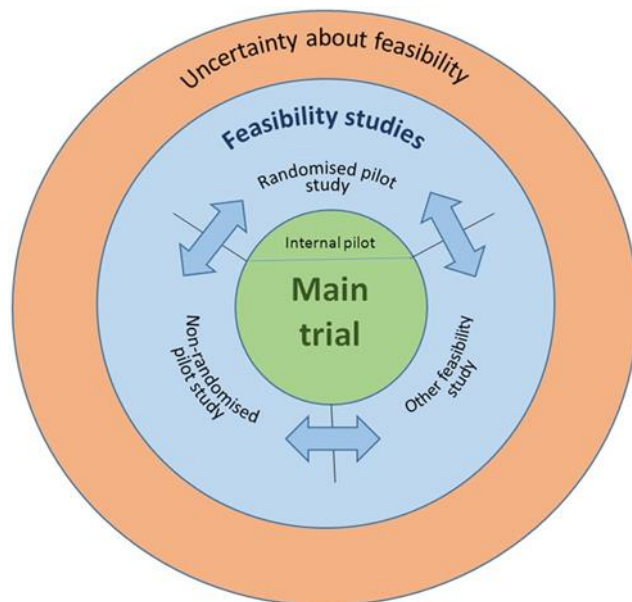 Uncertainty about feasibility
Feasibility studies
Randomised pilot
study
Internal pilot
Main
trial
Non-randomised
pilot study
Other feasibility
study